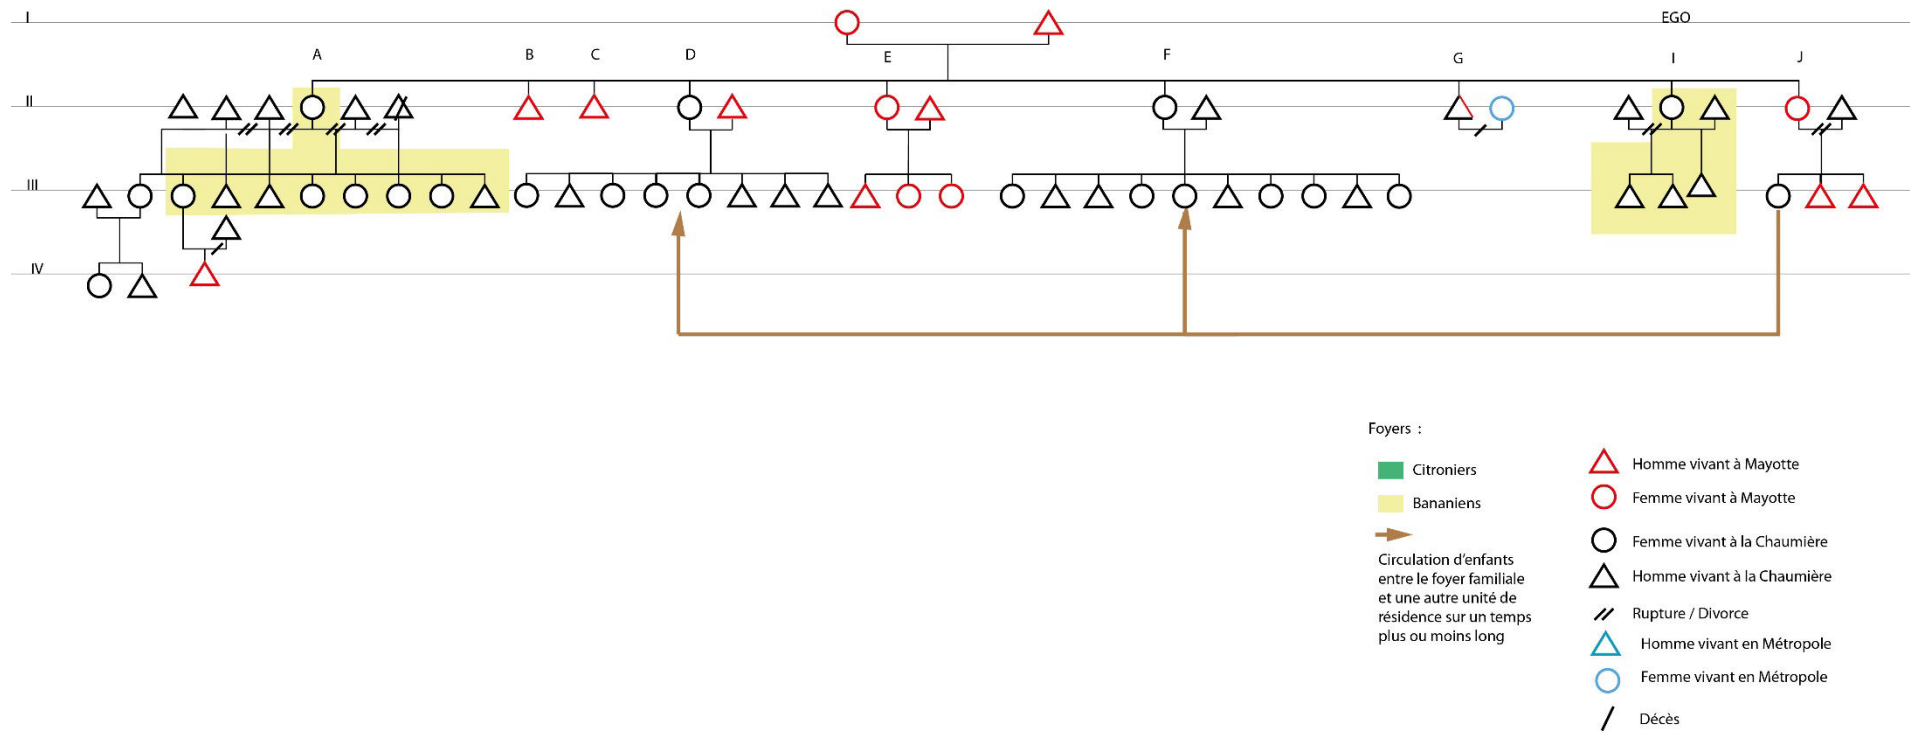 I
EGO
A
B
C
D
E
F
G
I
J
II
III
IV
Foyers :
Citroniers
Bananiens
Circulation d'enfants
entre le foyer familiale
et une autre unité de
résidence sur un temps
plus ou moins long
Homme vivant à Mayotte
Femme vivant à Mayotte
Femme vivant à la Chaumière
Homme vivant à la Chaumière
Rupture / Divorce
Homme vivant en Métropole
Femme vivant en Métropole
Décès